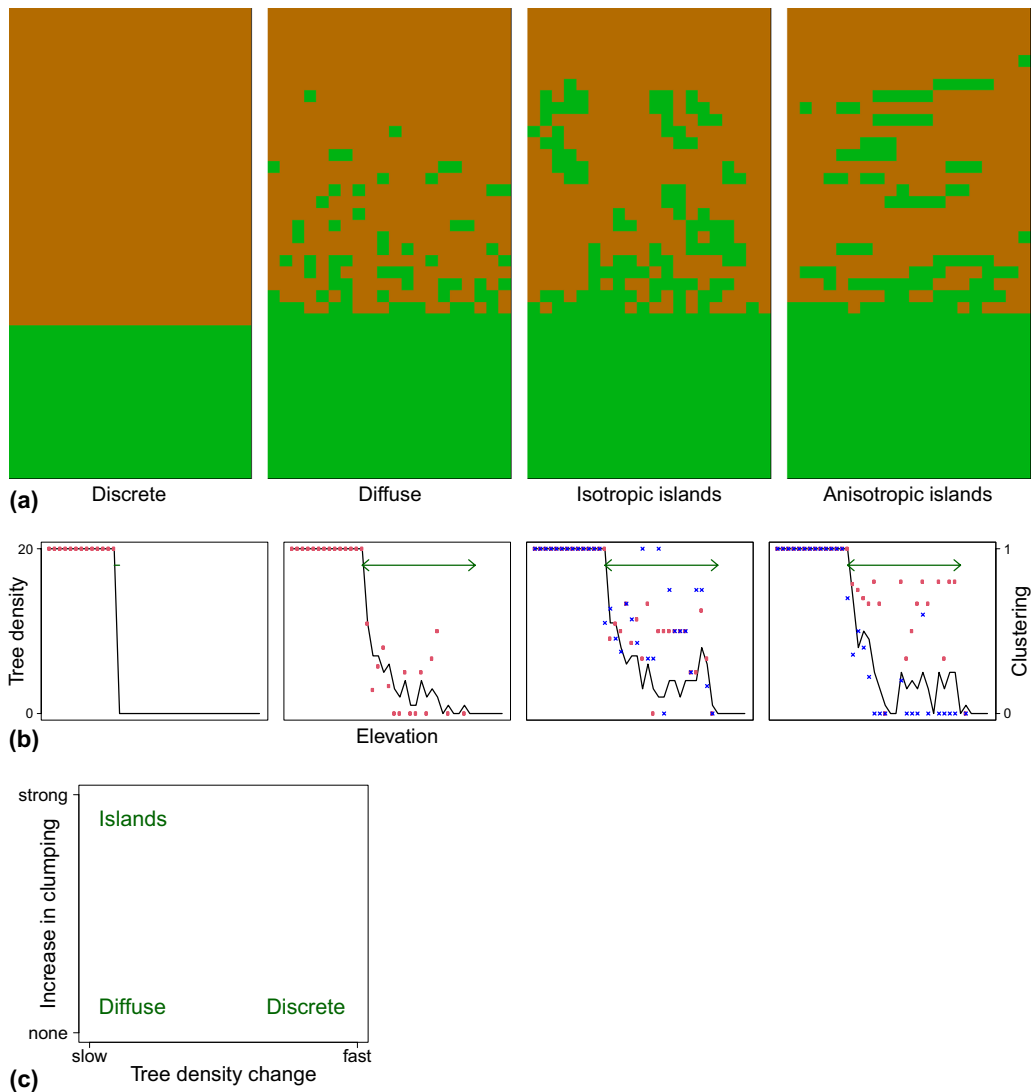 (a)
Discrete
Diffuse
Isotropic islands
Anisotropic islands
(b)
Tree density
20
0
Elevation
1
0
Clustering
(c)
Increase in clumping
strong
none
Islands
Diffuse
Discrete
slow
fast
Tree density change